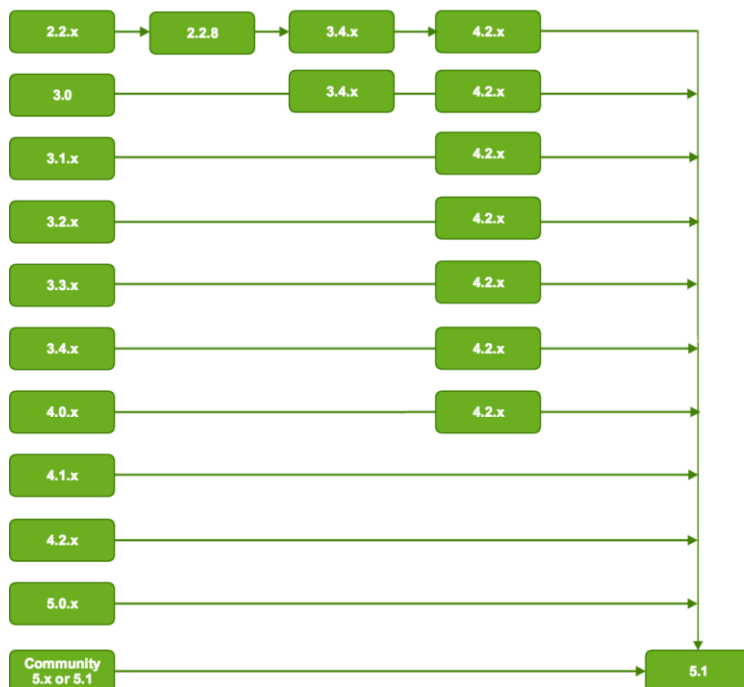 2.2.x
2.2.8
3.4.x
4.2.x
3.0
3.4.x
4.2.x
3.1.x
4.2.x
3.2.x
4.2.x
3.3.x
4.2.x
3.4.x
4.2.x
4.0.x
4.2.x
4.1.x
4.2.x
5.0.x
Community
5.x or 5.1
5.1